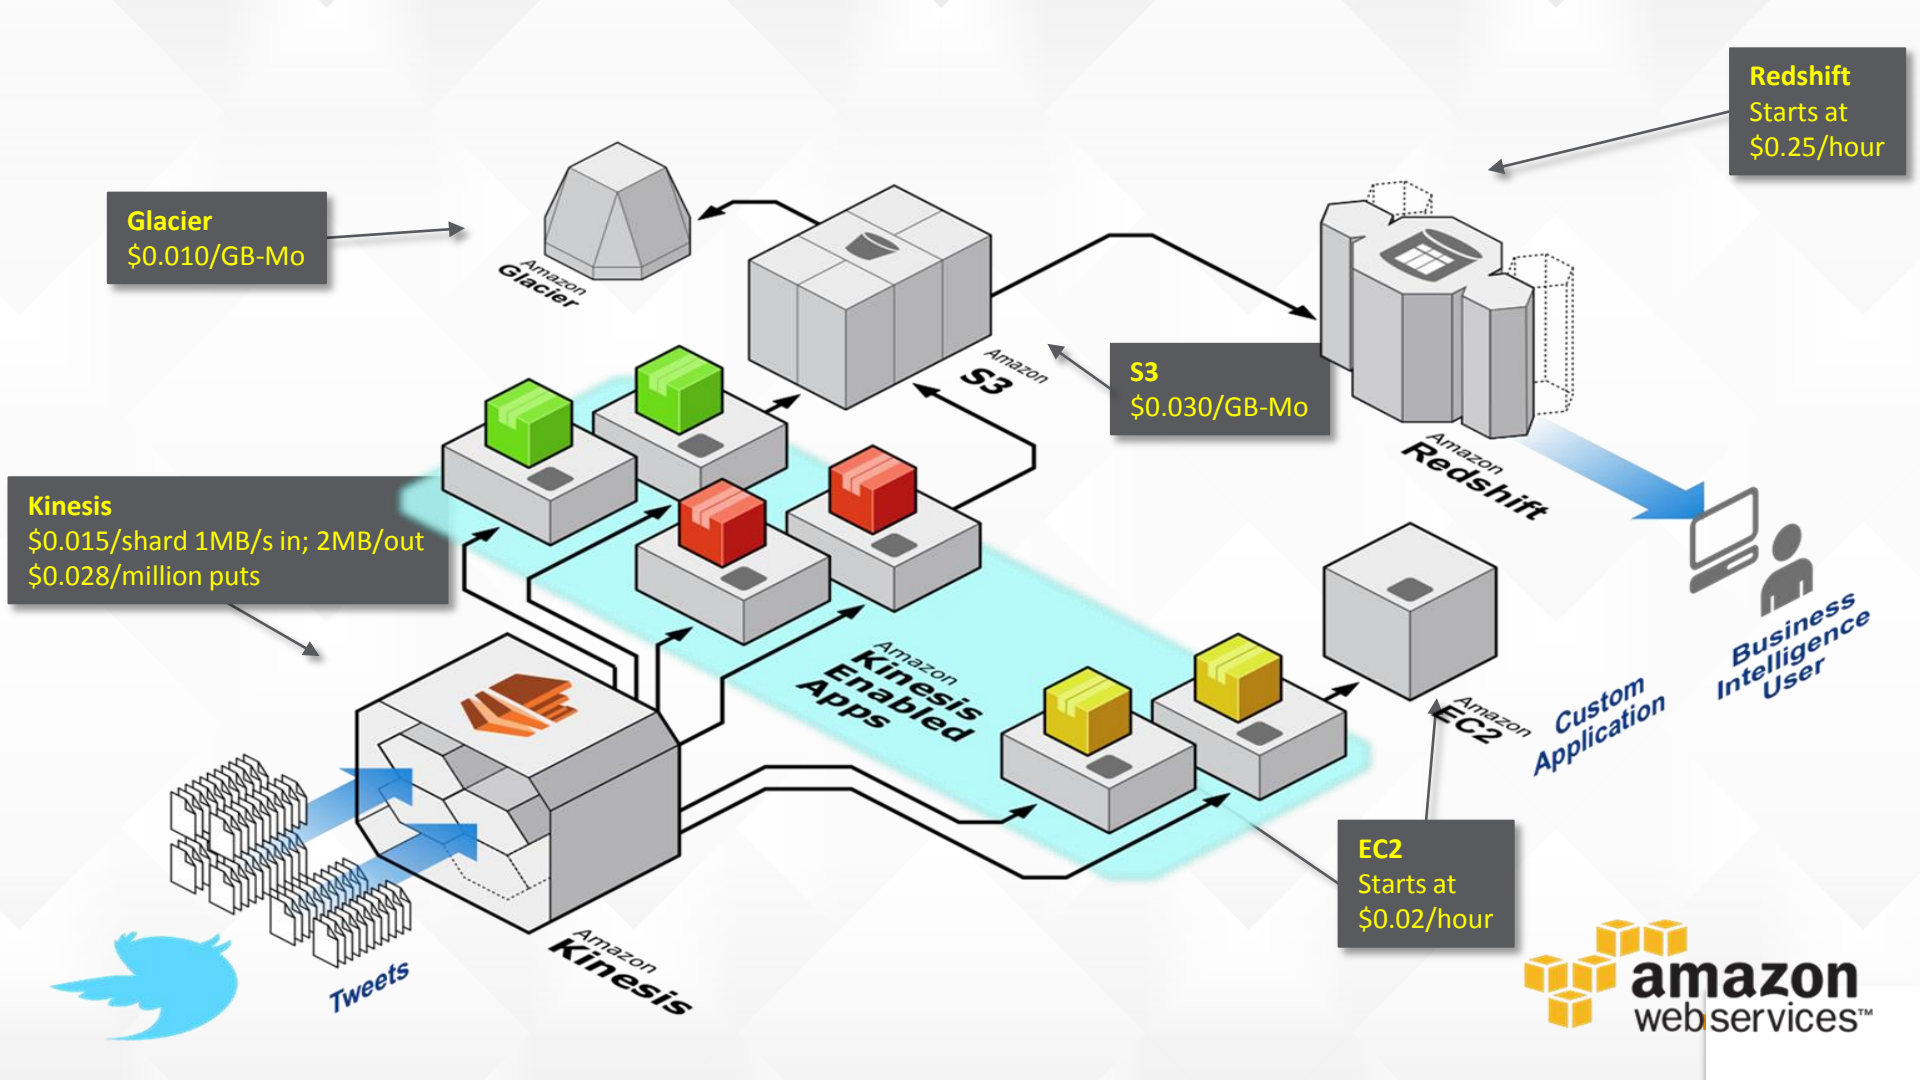 Redshift
Starts at
$0.25/hour
Glacier
$0.010/GB-Mo
Amazon
Glacier
Amazon
S3
S3
$0.030/GB-Mo
Amazon
Redshift
Kinesis
$0.015/shard 1MB/s in; 2MB/out
$0.028/million puts
Amazon
Kinesis
Enabled
Apps
Business
Intelligence
User
Amazon
EC2
Custom
Application
EC2
Starts at
$0.02/hour
Tweets
Amazon
Kinesis
amazon
webservices™